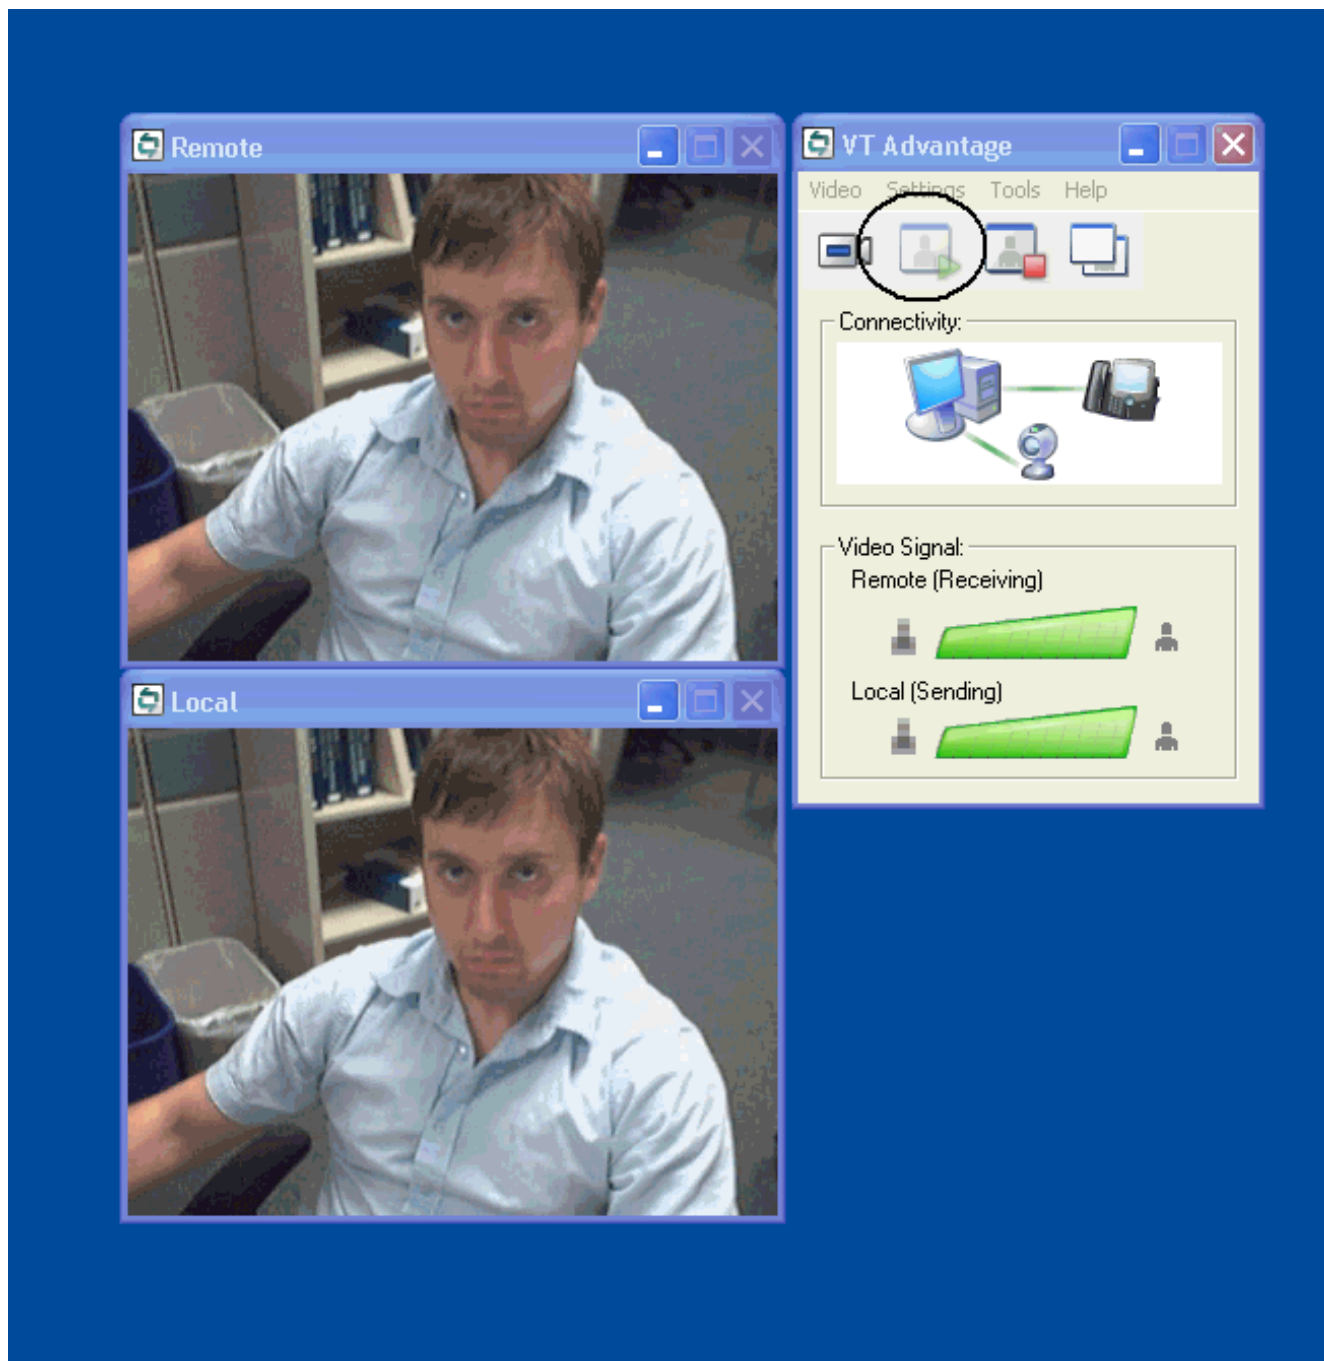 Remote
VT Advantage
Video Settings Tools Help
Connectivity:
Video Signal:
Remote (Receiving)
Local (Sending)
Local